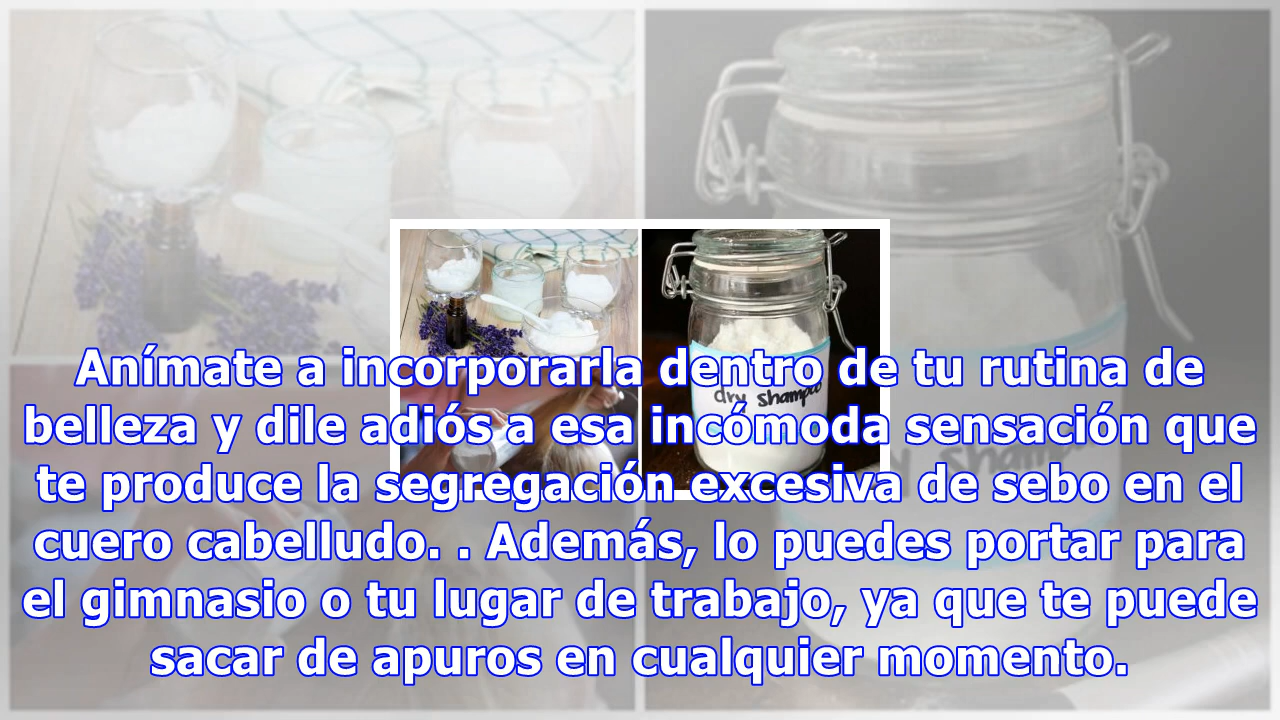 dry shampoo
Anímate a incorporarla dentro de tu rutina de
belleza y dile adiós a esa incómoda sensación que
te produce la segregación excesiva de sebo en el
cuero cabelludo. . Además, lo puedes portar para
el gimnasio o tu lugar de trabajo, ya que te puede
sacar de apuros en cualquier momento.